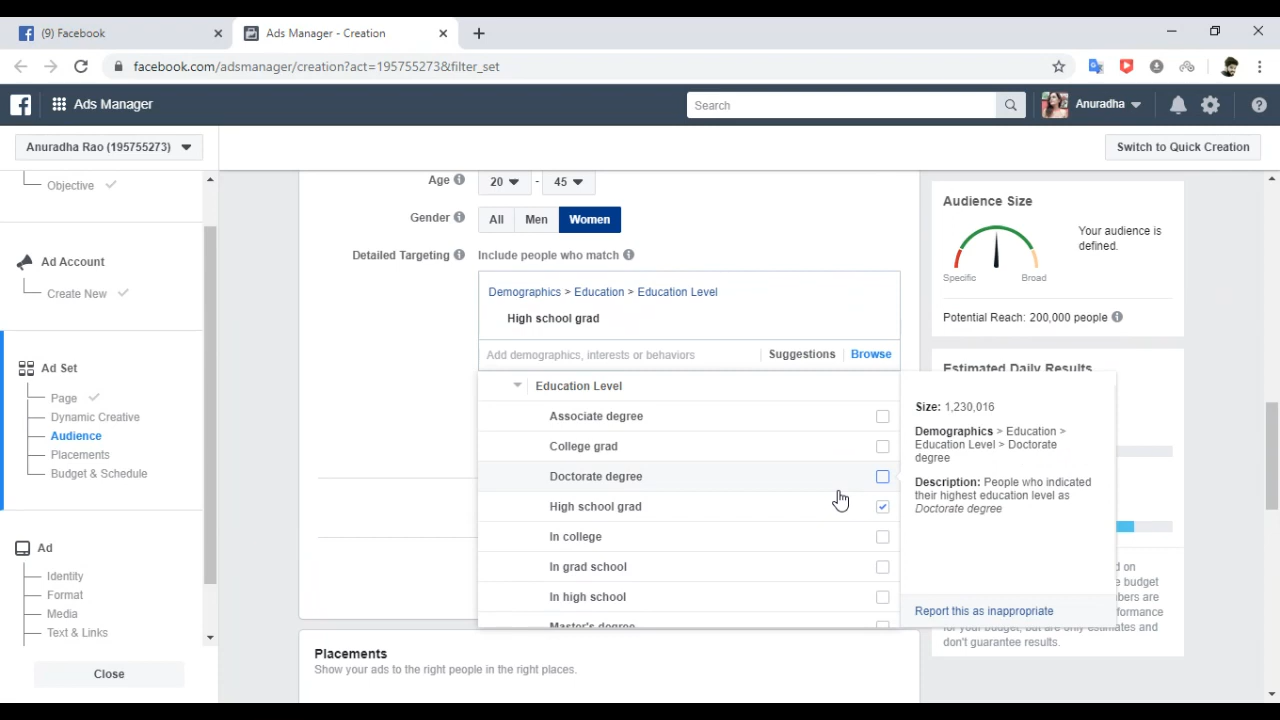 (9) Facebook
Ads Manager - Creation
facebook.com/adsmanager/creation?act=195755273&filter_set
Ads Manager
Search
Anuradha
Anuradha Rao (195755273)
Switch to Quick Creation
Objective
Ad Account
Create New
Ad Set
Page
Dynamic Creative
Audience
Placements
Budget & Schedule
Ad
Identity
Format
Media
Text & Links
Close
Age
20 - 45
Gender
All Men Women
Detailed Targeting
Include people who match
Demographics > Education > Education Level
High school grad
Add demographics, interests or behaviors
Suggestions
Browse
Education Level
Associate degree
College grad
Doctorate degree
High school grad
In college
In grad school
In high school
Master's degree
Size: 1,230,016
Demographics > Education >
Education Level > Doctorate
degree
Description: People who indicated
their highest education level as
Doctorate degree
Report this as inappropriate
Placements
Show your ads to the right people in the right places.
Audience Size
Your audience is
defined.
Specific
Broad
Potential Reach: 200,000 people
Estimated Daily Results
on
budget
for your budget, but are only estimates and
don't guarantee results.